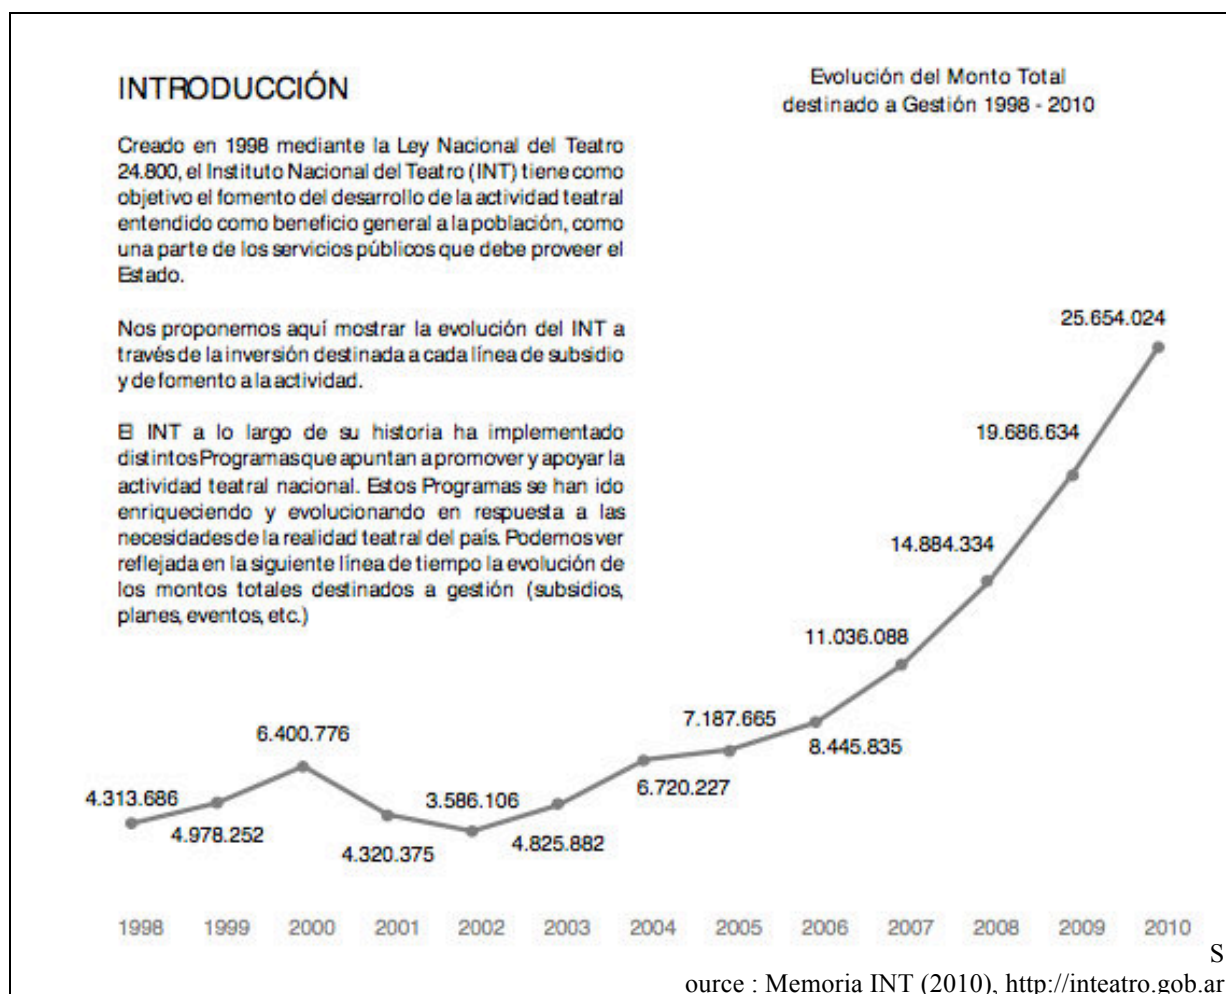 INTRODUCCIÓN
Creado en 1998 mediante la Ley Nacional del Teatro
24.800, el Instituto Nacional del Teatro (INT) tiene como
objetivo el fomento del desarrollo de la actividad teatral
entendido como beneficio general a la población, como
una parte de los servicios públicos que debe proveer el
Estado.
Nos proponemos aquí mostrar la evolución del INT a
través de la inversión destinada a cada línea de subsidio
y de fomento a la actividad.
El INT a lo largo de su historia ha implementado
distintos Programas que apuntan a promover y apoyar la
actividad teatral nacional. Estos Programas se han ido
enriqueciendo y evolucionando en respuesta a las
necesidades de la realidad teatral del país. Podemos ver
reflejada en la siguiente línea de tiempo la evolución de
los montos totales destinados a gestión (subsidios,
planes, eventos, etc.)
Evolución del Monto Total
destinado a Gestión 1998 - 2010
4.313.686
4.978.252
6.400.776
4.320.375
3.586.106
4.825.882
6.720.227
7.187.665
8.445.835
11.036.088
14.884.334
19.686.634
25.654.024
1998 1999 2000 2001 2002 2003 2004 2005 2006 2007 2008 2009 2010
S
ource : Memoria INT (2010), http://inteatro.gob.ar